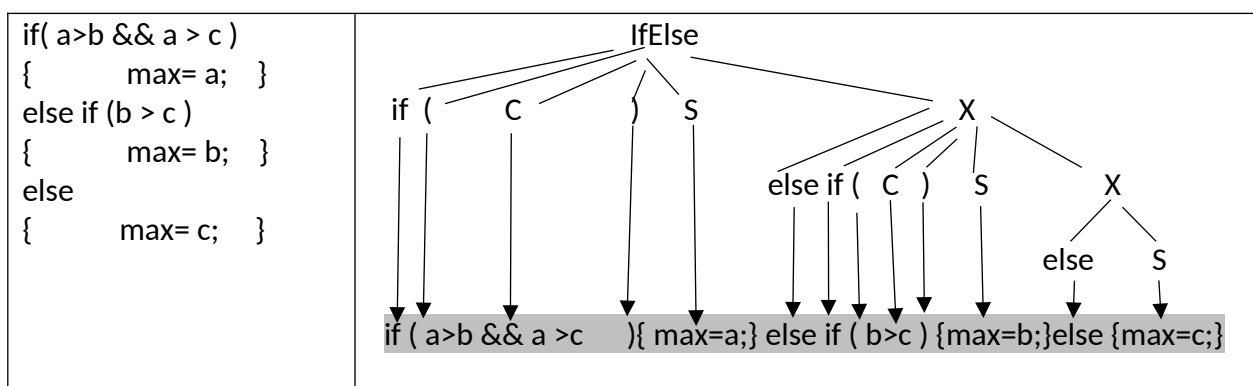 if( a>b && a > c )
{ max= a; }
else if (b > c )
{ max= b; }
else
{ max= c; }
IfElse
if ( C ) S X
else if ( C ) S X
else S
if ( a>b && a >c ){ max=a;} else if ( b>c ) {max=b;}else {max=c;}